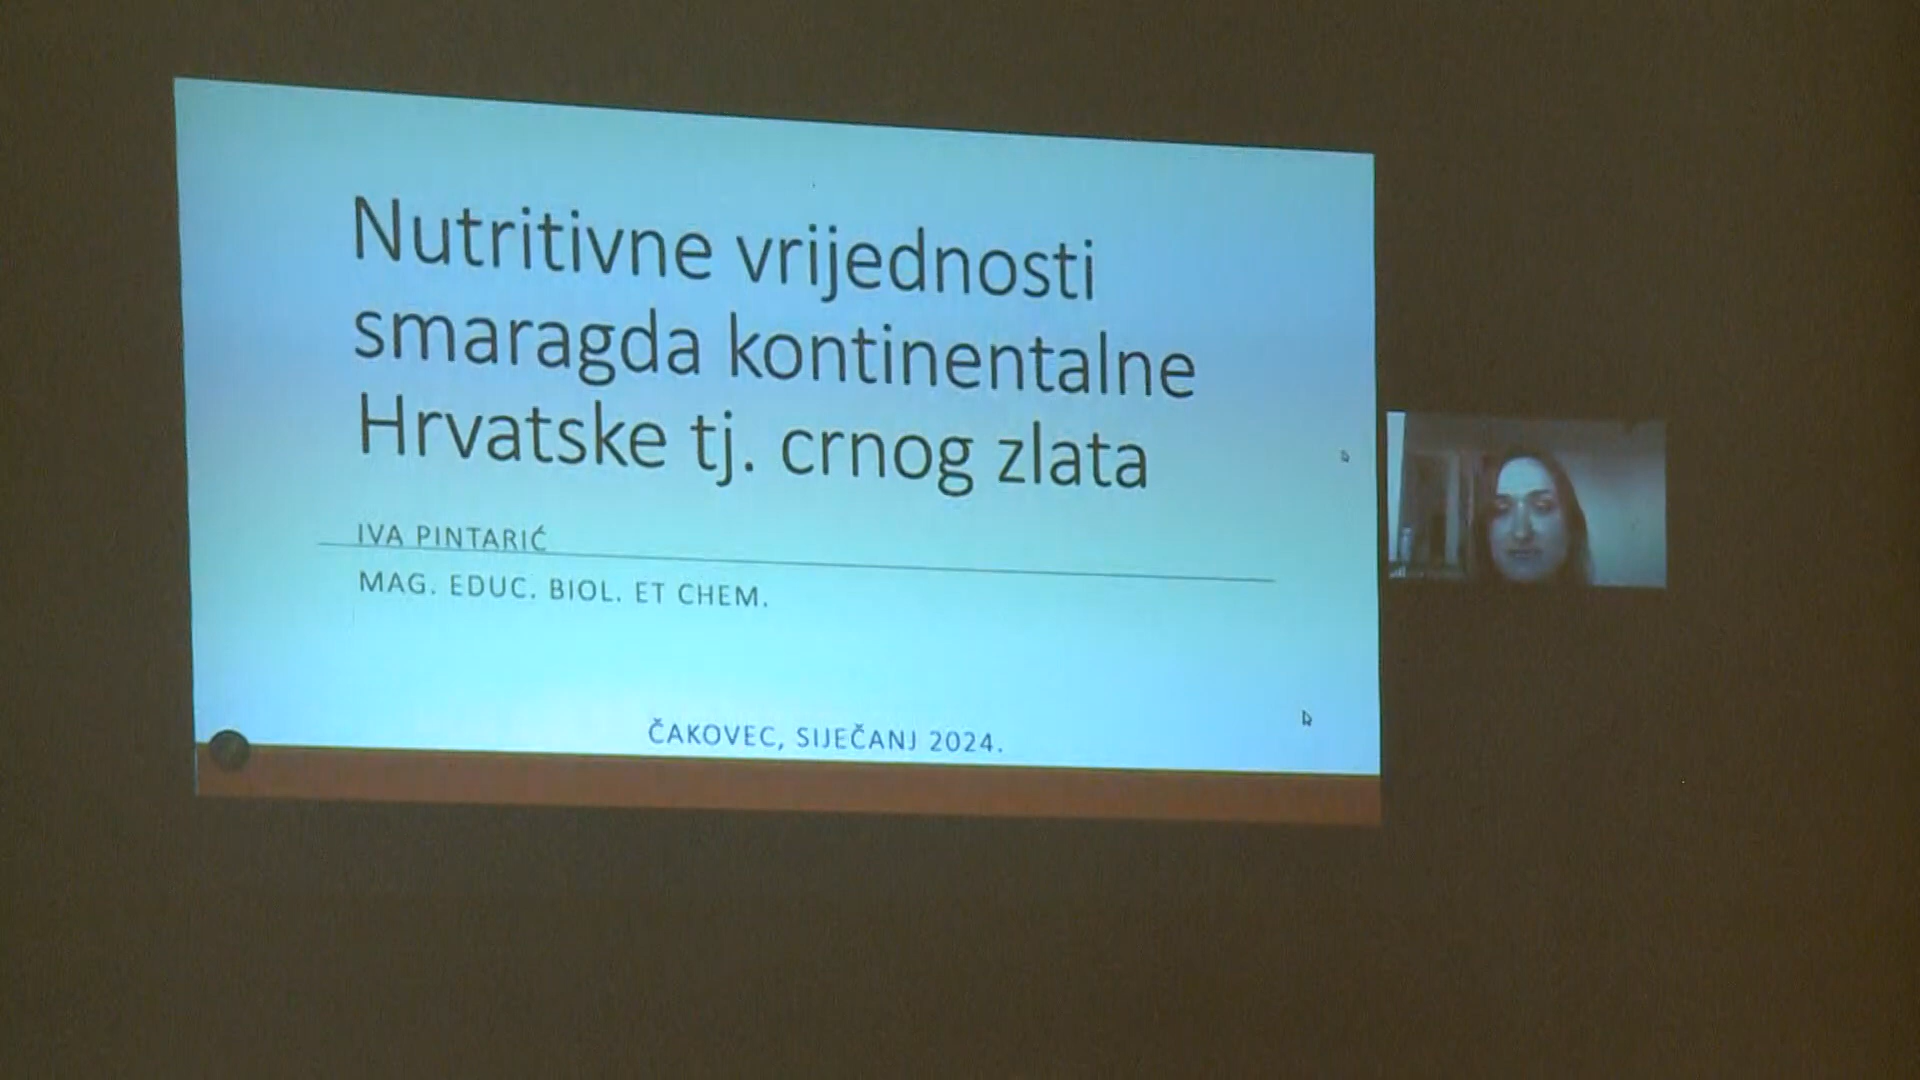 Nutritivne vrijednosti
smaragda kontinentalne
Hrvatske tj. crnog zlata
IVA PINTARIĆ
MAG. EDUC. BIOL. ET CHEM.
ČAKOVEC, SIJEČANJ 2024.